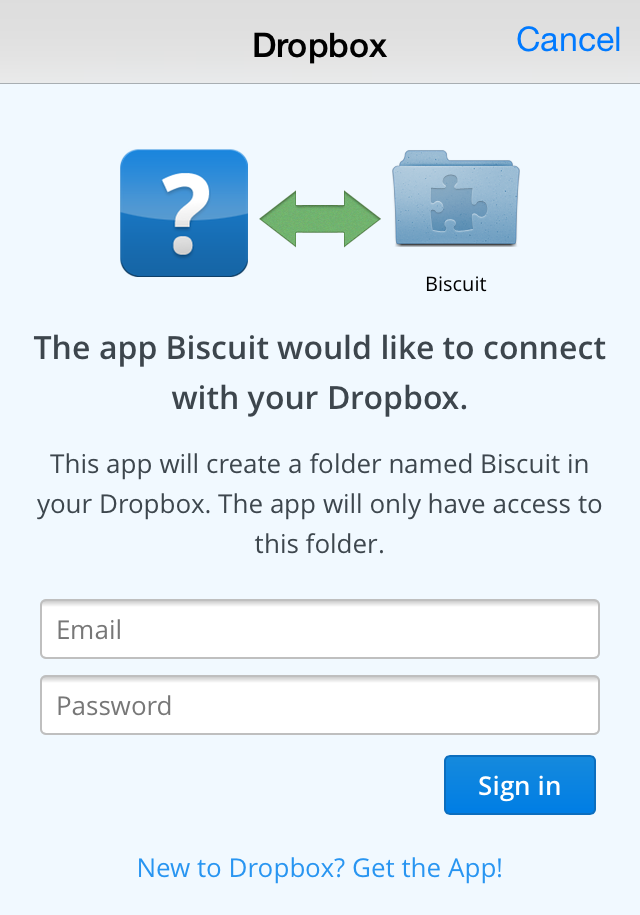 Dropbox
Cancel
?
Biscuit
The app Biscuit would like to connect
with your Dropbox.
This app will create a folder named Biscuit in
your Dropbox. The app will only have access to
this folder.
Email
Password
Sign in
New to Dropbox? Get the App!